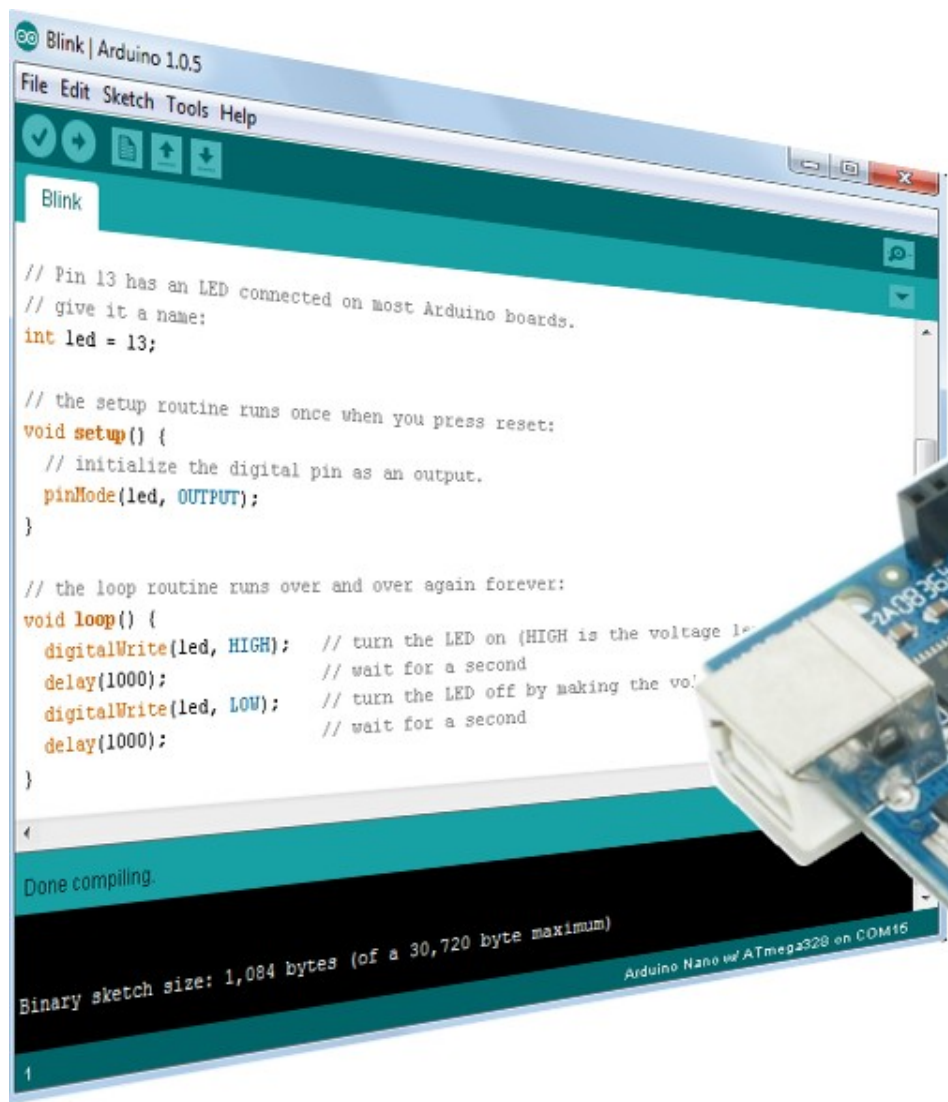 Blink | Arduino 1.0.5
File Edit Sketch Tools Help
Blink
// Pin 13 has an LED connected on most Arduino boards.
// give it a name:
int led = 13;
// the setup routine runs once when you press reset:
void setup() {
// initialize the digital pin as an output.
pinMode(led, OUTPUT);
}
// the loop routine runs over and over again forever:
void loop() {
digitalWrite(led, HIGH); // turn the LED on (HIGH is the voltage
delay(1000); // wait for a second
digitalWrite(led, LOW); // turn the LED off by making the
delay(1000); // wait for a second
}
Done compiling.
Binary sketch size: 1,084 bytes (of a 30,720 byte maximum)
Arduino Nano w/ ATmega328 on COM16
1